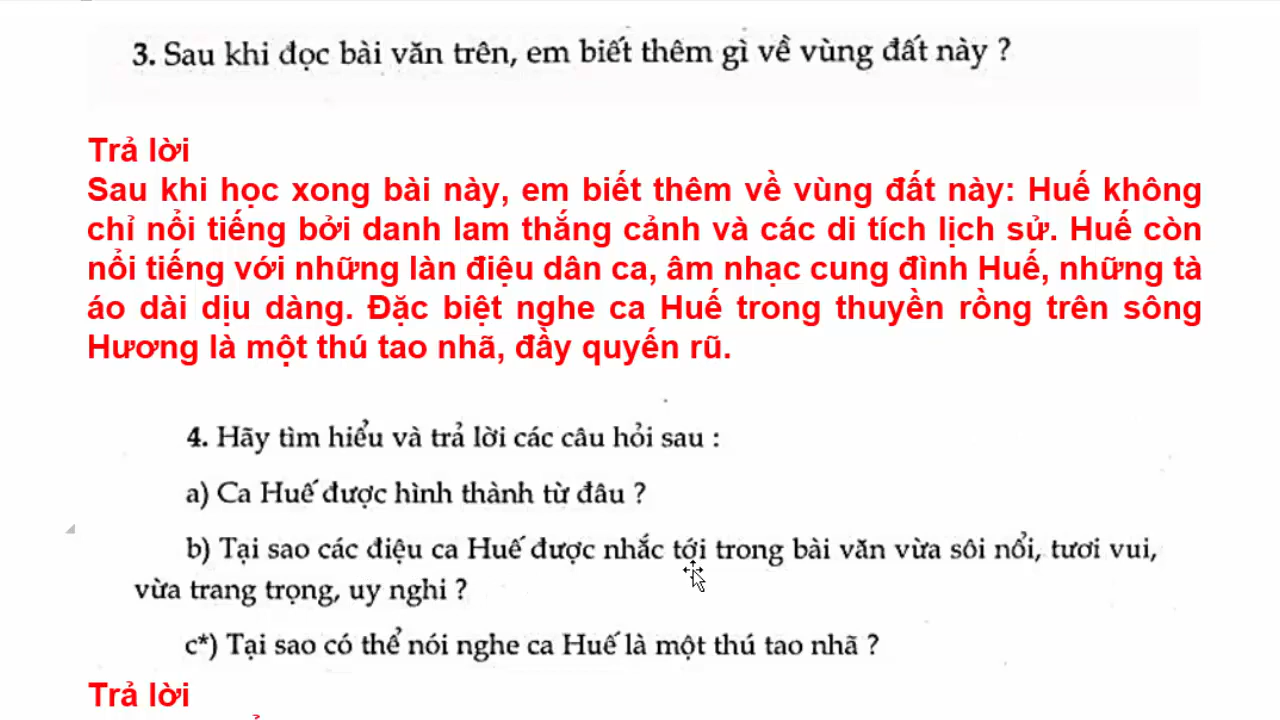 3. Sau khi đọc bài văn trên, em biết thêm gì về vùng đất này ?
Trả lời
Sau khi học xong bài này, em biết thêm về vùng đất này: Huế không
chỉ nổi tiếng bởi danh lam thắng cảnh và các di tích lịch sử. Huế còn
nổi tiếng với những làn điệu dân ca, âm nhạc cung đình Huế, những tà
áo dài dịu dàng. Đặc biệt nghe ca Huế trong thuyền rồng trên sông
Hương là một thú tao nhã, đầy quyến rũ.
4. Hãy tìm hiểu và trả lời các câu hỏi sau :
a) Ca Huế được hình thành từ đâu ?
b) Tại sao các điệu ca Huế được nhắc tới trong bài văn vừa sôi nổi, tươi vui,
vừa trang trọng, uy nghi ?
c*) Tại sao có thể nói nghe ca Huế là một thú tao nhã ?
Trả lời